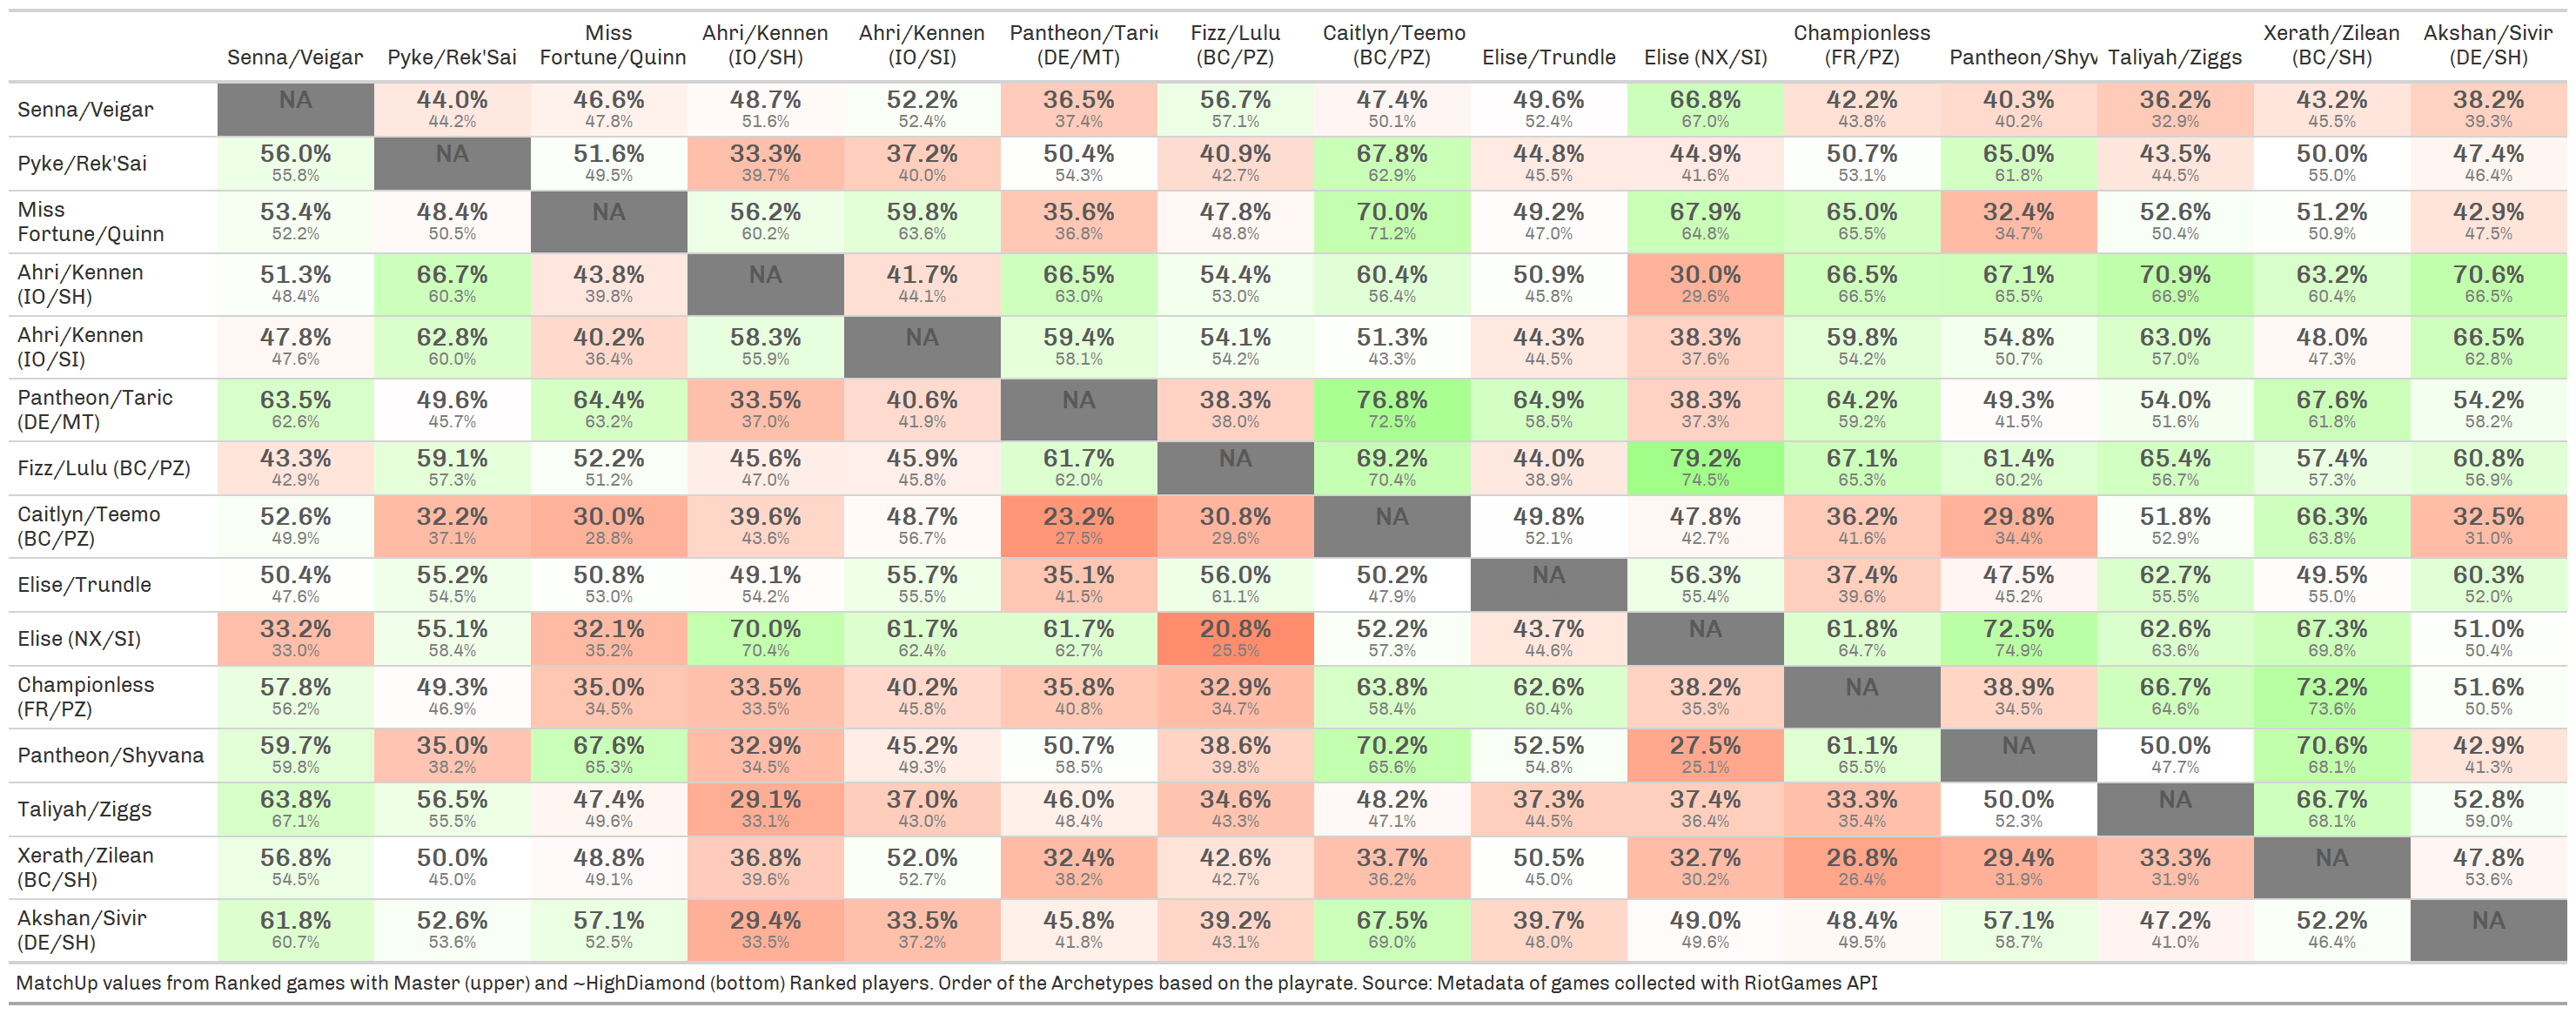 Miss Ahri/Kennen Ahri/Kennen Pantheon/Taric Fizz/Lulu Caitlyn/Teemo Championless Xerath/Zilean Akshan/Sivir
Senna/Veigar Pyke/Rek'Sai Fortune/Quinn (IO/SH) (IO/SI) (DE/MT) (BC/PZ) (BC/PZ) Elise/Trundle Elise (NX/SI) (FR/PZ) Pantheon/Shyv Taliyah/Ziggs (BC/SH) (DE/SH)
Senna/Veigar NA 44.0% 46.6% 48.7% 52.2% 36.5% 56.7% 47.4% 49.6% 66.8% 42.2% 40.3% 36.2% 43.2% 38.2%
44.2% 47.8% 51.6% 52.4% 37.4% 57.1% 50.1% 52.4% 67.0% 43.8% 40.2% 32.9% 45.5% 39.3%
Pyke/Rek'Sai 56.0% NA 51.6% 33.3% 37.2% 50.4% 40.9% 67.8% 44.8% 44.9% 50.7% 65.0% 43.5% 50.0% 47.4%
55.8% 49.5% 39.7% 40.0% 54.3% 42.7% 62.9% 45.5% 41.6% 53.1% 61.8% 44.5% 55.0% 46.4%
Miss 53.4% 48.4% NA 56.2% 59.8% 35.6% 47.8% 70.0% 49.2% 67.9% 65.0% 32.4% 52.6% 51.2% 42.9%
Fortune/Quinn 52.2% 50.5% 60.2% 63.6% 36.8% 48.8% 71.2% 47.0% 64.8% 65.5% 34.7% 50.4% 50.9% 47.5%
Ahri/Kennen 51.3% 66.7% 43.8% NA 41.7% 66.5% 54.4% 60.4% 50.9% 30.0% 66.5% 67.1% 70.9% 63.2% 70.6%
(IO/SH) 48.4% 60.3% 39.8% 44.1% 63.0% 53.0% 56.4% 45.8% 29.6% 66.5% 65.5% 66.9% 60.4% 66.5%
Ahri/Kennen 47.8% 62.8% 40.2% 58.3% NA 59.4% 54.1% 51.3% 44.3% 38.3% 59.8% 54.8% 63.0% 48.0% 66.5%
(IO/SI) 47.6% 60.0% 36.4% 55.9% 58.1% 54.2% 43.3% 44.5% 37.6% 54.2% 50.7% 57.0% 47.3% 62.8%
Pantheon/Taric 63.5% 49.6% 64.4% 33.5% 40.6% NA 38.3% 76.8% 64.9% 38.3% 64.2% 49.3% 54.0% 67.6% 54.2%
(DE/MT) 62.6% 45.7% 63.2% 37.0% 41.9% 38.0% 72.5% 58.5% 37.3% 59.2% 41.5% 51.6% 61.8% 58.2%
Fizz/Lulu (BC/PZ) 43.3% 59.1% 52.2% 45.6% 45.9% 61.7% NA 69.2% 44.0% 79.2% 67.1% 61.4% 65.4% 57.4% 60.8%
42.9% 57.3% 51.2% 47.0% 45.8% 62.0% 70.4% 38.9% 74.5% 65.3% 60.2% 56.7% 57.3% 56.9%
Caitlyn/Teemo 52.6% 32.2% 30.0% 39.6% 48.7% 23.2% 30.8% NA 49.8% 47.8% 36.2% 29.8% 51.8% 66.3% 32.5%
(BC/PZ) 49.9% 37.1% 28.8% 43.6% 56.7% 27.5% 29.6% 52.1% 42.7% 41.6% 34.4% 52.9% 63.8% 31.0%
Elise/Trundle 50.4% 55.2% 50.8% 49.1% 55.7% 35.1% 56.0% 50.2% NA 56.3% 37.4% 47.5% 62.7% 49.5% 60.3%
47.6% 54.5% 53.0% 54.2% 55.5% 41.5% 61.1% 47.9% 55.4% 39.6% 45.2% 55.5% 55.0% 52.0%
Elise (NX/SI) 33.2% 55.1% 32.1% 70.0% 61.7% 61.7% 20.8% 52.2% 43.7% NA 61.8% 72.5% 62.6% 67.3% 51.0%
33.0% 58.4% 35.2% 70.4% 62.4% 62.7% 25.5% 57.3% 44.6% 64.7% 74.9% 63.6% 69.8% 50.4%
Championless 57.8% 49.3% 35.0% 33.5% 40.2% 35.8% 32.9% 63.8% 62.6% 38.2% NA 38.9% 66.7% 73.2% 51.6%
(FR/PZ) 56.2% 46.9% 34.5% 33.5% 45.8% 40.8% 34.7% 58.4% 60.4% 35.3% 34.5% 64.6% 73.6% 50.5%
Pantheon/Shyvana 59.7% 35.0% 67.6% 32.9% 45.2% 50.7% 38.6% 70.2% 52.5% 27.5% 61.1% NA 50.0% 70.6% 42.9%
59.8% 38.2% 65.3% 34.5% 49.3% 58.5% 39.8% 65.6% 54.8% 25.1% 65.5% 47.7% 68.1% 41.3%
Taliyah/Ziggs 63.8% 56.5% 47.4% 29.1% 37.0% 46.0% 34.6% 48.2% 37.3% 37.4% 33.3% 50.0% NA 66.7% 52.8%
67.1% 55.5% 49.6% 33.1% 43.0% 48.4% 43.3% 47.1% 44.5% 36.4% 35.4% 52.3% 68.1% 59.0%
Xerath/Zilean 56.8% 50.0% 48.8% 36.8% 52.0% 32.4% 42.6% 33.7% 50.5% 32.7% 26.8% 29.4% 33.3% NA 47.8%
(BC/SH) 54.5% 45.0% 49.1% 39.6% 52.7% 38.2% 42.7% 36.2% 45.0% 30.2% 26.4% 31.9% 31.9% 53.6%
Akshan/Sivir 61.8% 52.6% 57.1% 29.4% 33.5% 45.8% 39.2% 67.5% 39.7% 49.0% 48.4% 57.1% 47.2% 52.2% NA
(DE/SH) 60.7% 53.6% 52.5% 33.5% 37.2% 41.8% 43.1% 69.0% 48.0% 49.6% 49.5% 58.7% 41.0% 46.4%
MatchUp values from Ranked games with Master (upper) and ~HighDiamond (bottom) Ranked players. Order of the Archetypes based on the playrate. Source: Metadata of games collected with RiotGames API